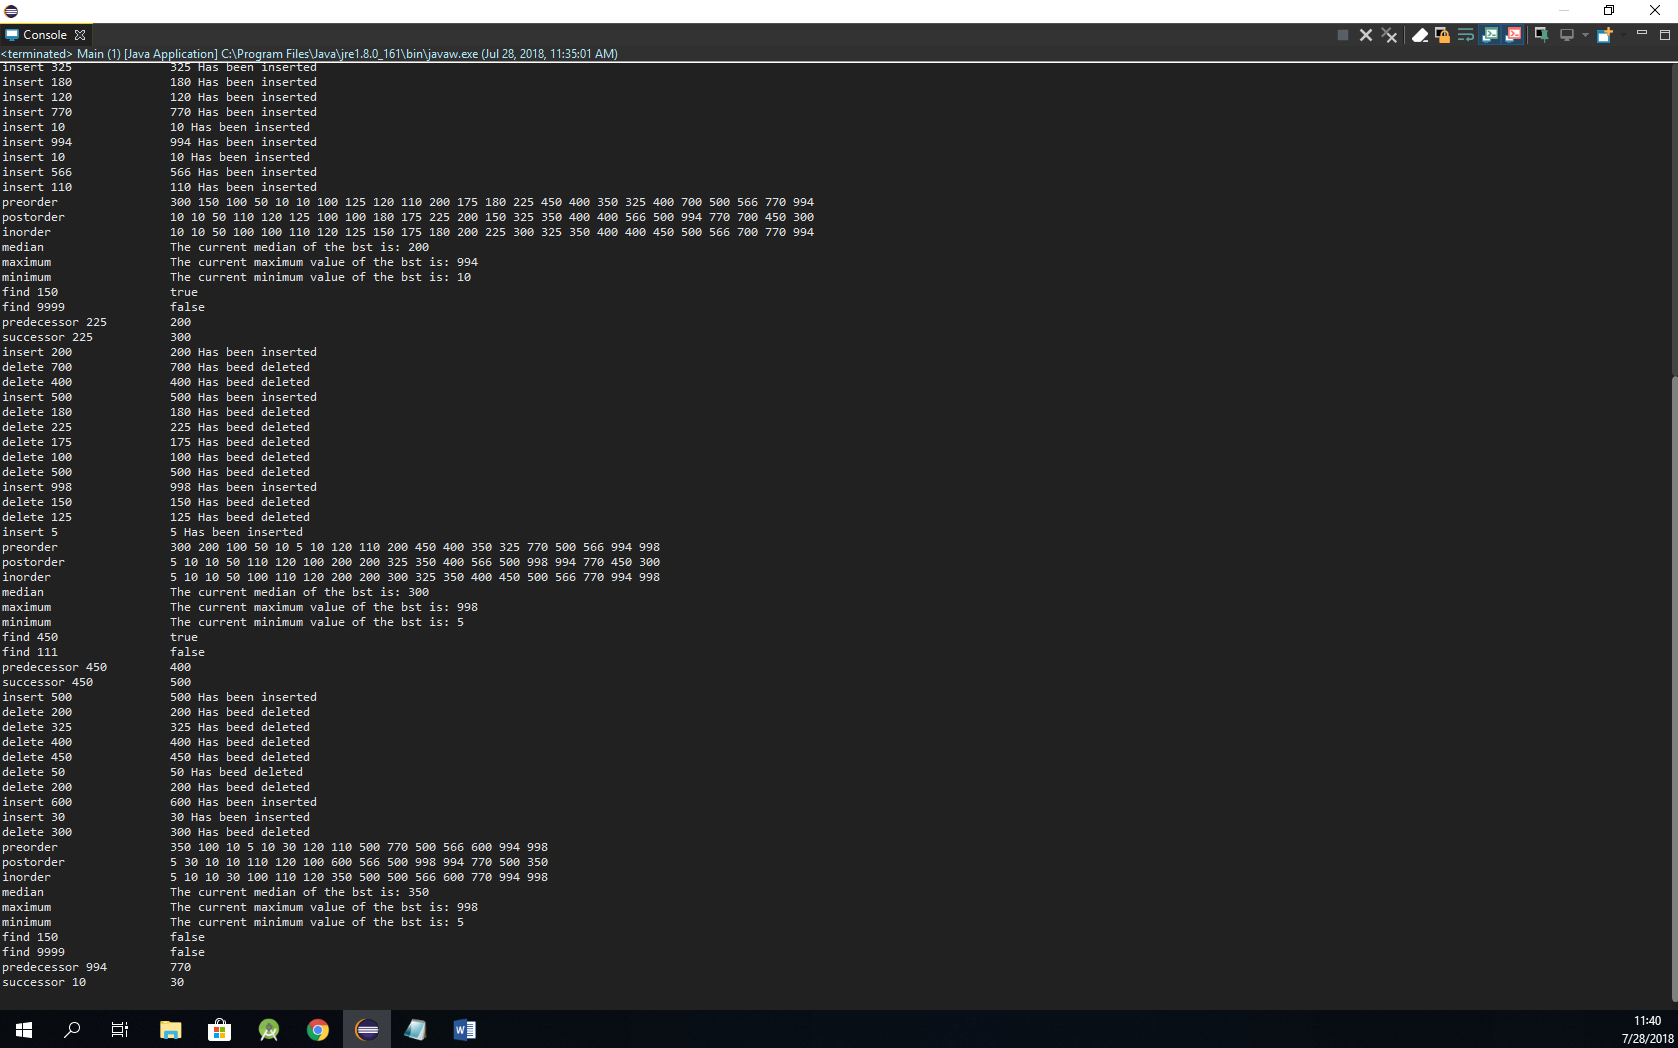 Console
<terminated> Main (1) [Java Application] C:\Program Files\Java\jre1.8.0_161\bin\javaw.exe (Jul 28, 2018, 11:35:01 AM)
insert 325 325 Has been inserted
insert 180 180 Has been inserted
insert 120 120 Has been inserted
insert 770 770 Has been inserted
insert 10 10 Has been inserted
insert 994 994 Has been inserted
insert 10 10 Has been inserted
insert 566 566 Has been inserted
insert 110 110 Has been inserted
preorder 300 150 100 50 10 10 100 125 120 110 200 175 180 225 450 400 350 325 400 700 500 566 770 994
postorder 10 10 50 110 120 125 100 100 180 175 225 200 150 325 350 400 400 566 500 994 770 700 450 300
inorder 10 10 50 100 100 110 120 125 150 175 180 200 225 300 325 350 400 400 450 500 566 700 770 994
median The current median of the bst is: 200
maximum The current maximum value of the bst is: 994
minimum The current minimum value of the bst is: 10
find 150 true
find 9999 false
predecessor 225 200
successor 225 300
insert 200 200 Has been inserted
delete 700 700 Has beed deleted
delete 400 400 Has beed deleted
insert 500 500 Has been inserted
delete 180 180 Has beed deleted
delete 225 225 Has beed deleted
delete 175 175 Has beed deleted
delete 100 100 Has beed deleted
delete 500 500 Has beed deleted
insert 998 998 Has been inserted
delete 150 150 Has beed deleted
delete 125 125 Has beed deleted
insert 5 5 Has been inserted
preorder 300 200 100 50 10 5 10 120 110 200 450 400 350 325 770 500 566 994 998
postorder 5 10 10 50 110 120 100 200 200 325 350 400 566 500 998 994 770 450 300
inorder 5 10 10 50 100 110 120 200 200 300 325 350 400 450 500 566 770 994 998
median The current median of the bst is: 300
maximum The current maximum value of the bst is: 998
minimum The current minimum value of the bst is: 5
find 450 true
find 111 false
predecessor 450 400
successor 450 500
insert 500 500 Has been inserted
delete 200 200 Has beed deleted
delete 325 325 Has beed deleted
delete 400 400 Has beed deleted
delete 450 450 Has beed deleted
delete 50 50 Has beed deleted
delete 200 200 Has beed deleted
insert 600 600 Has been inserted
insert 30 30 Has been inserted
delete 300 300 Has beed deleted
preorder 350 100 10 5 10 30 120 110 500 770 500 566 600 994 998
postorder 5 30 10 10 110 120 100 600 566 500 998 994 770 500 350
inorder 5 10 10 30 100 110 120 350 500 500 566 600 770 994 998
median The current median of the bst is: 350
maximum The current maximum value of the bst is: 998
minimum The current minimum value of the bst is: 5
find 150 false
find 9999 false
predecessor 994 770
successor 10 30
11:40
7/28/2018